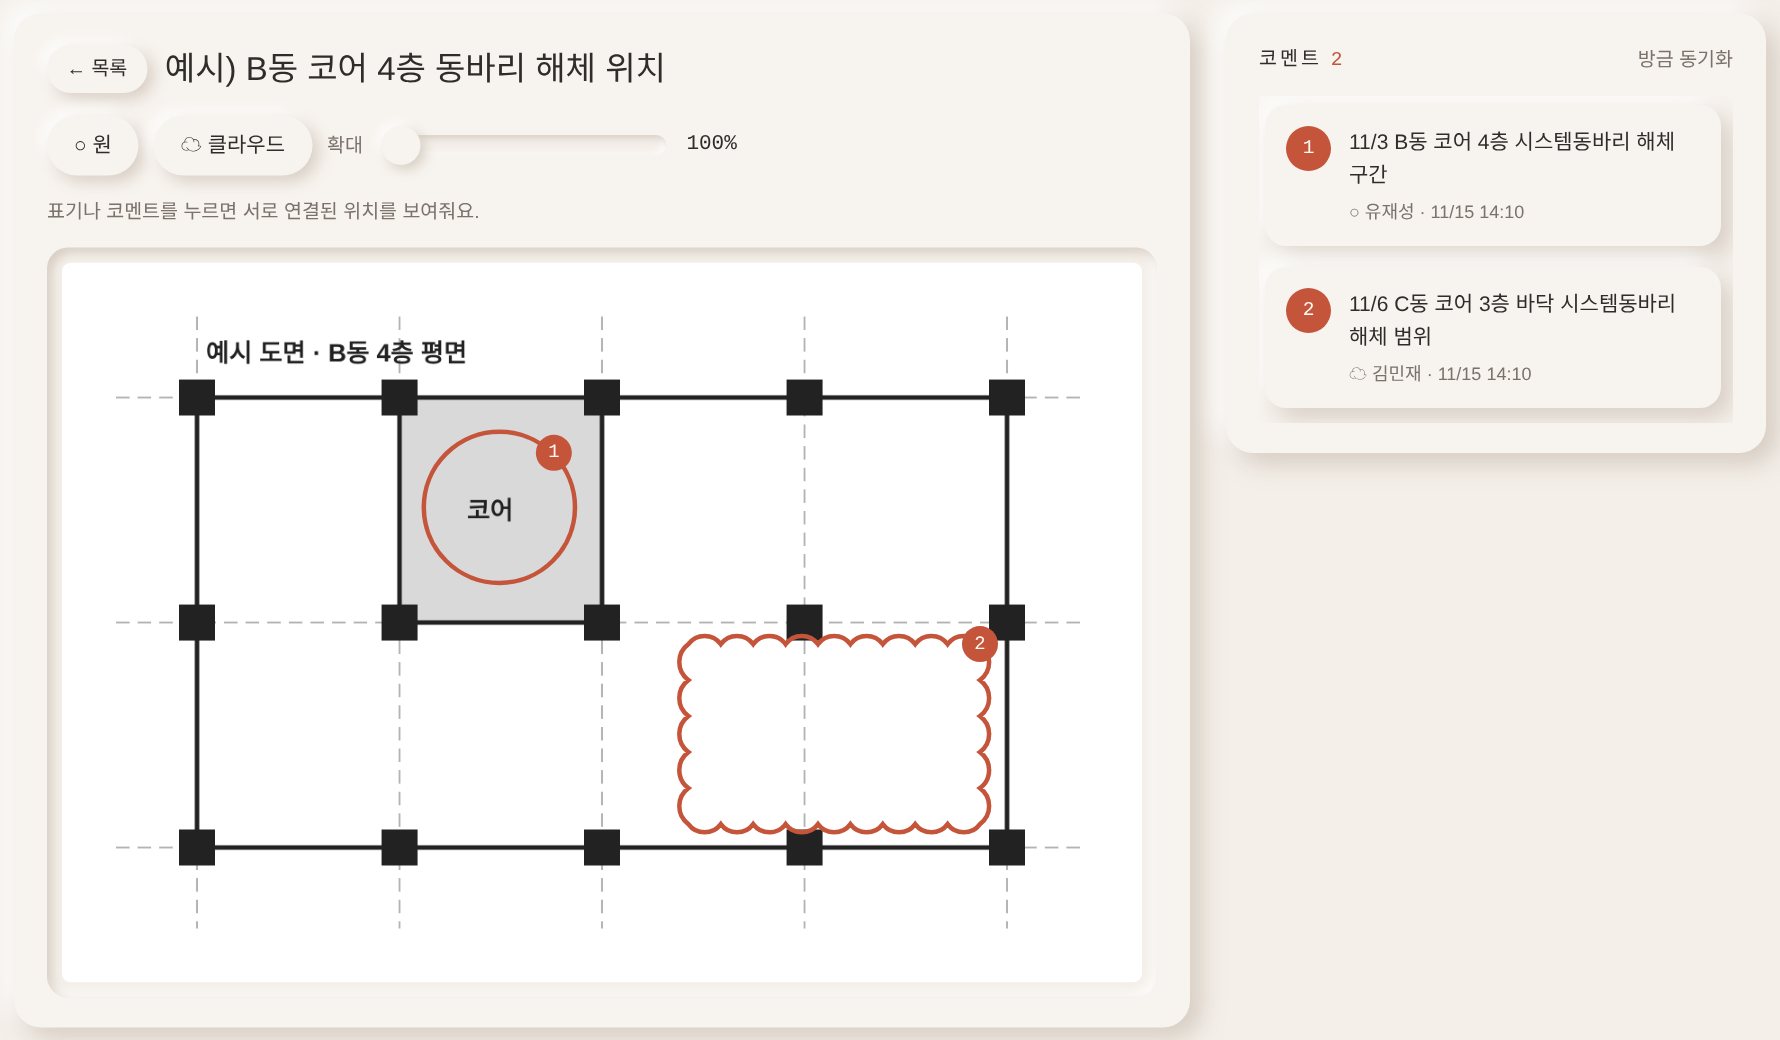 ← 목록
예시) B동 코어 4층 동바리 해체 위치
○ 원
클라우드
확대
100%
표기나 코멘트를 누르면 서로 연결된 위치를 보여줘요.
예시 도면 · B동 4층 평면
1
코어
2
코멘트 2
방금 동기화
1
11/3 B동 코어 4층 시스템동바리 해체
구간
○ 유재성 · 11/15 14:10
2
11/6 C동 코어 3층 바닥 시스템동바리
해체 범위
김민재 · 11/15 14:10